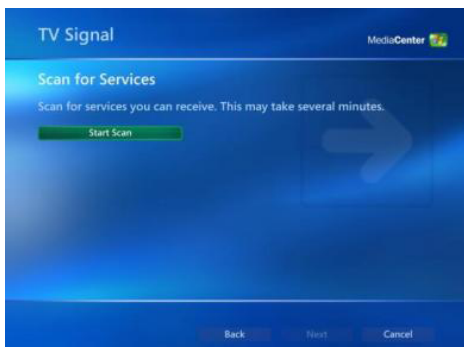 TV Signal
MediaCenter
Scan for Services
Scan for services you can receive. This may take several minutes.
Start Scan
Back Next Cancel